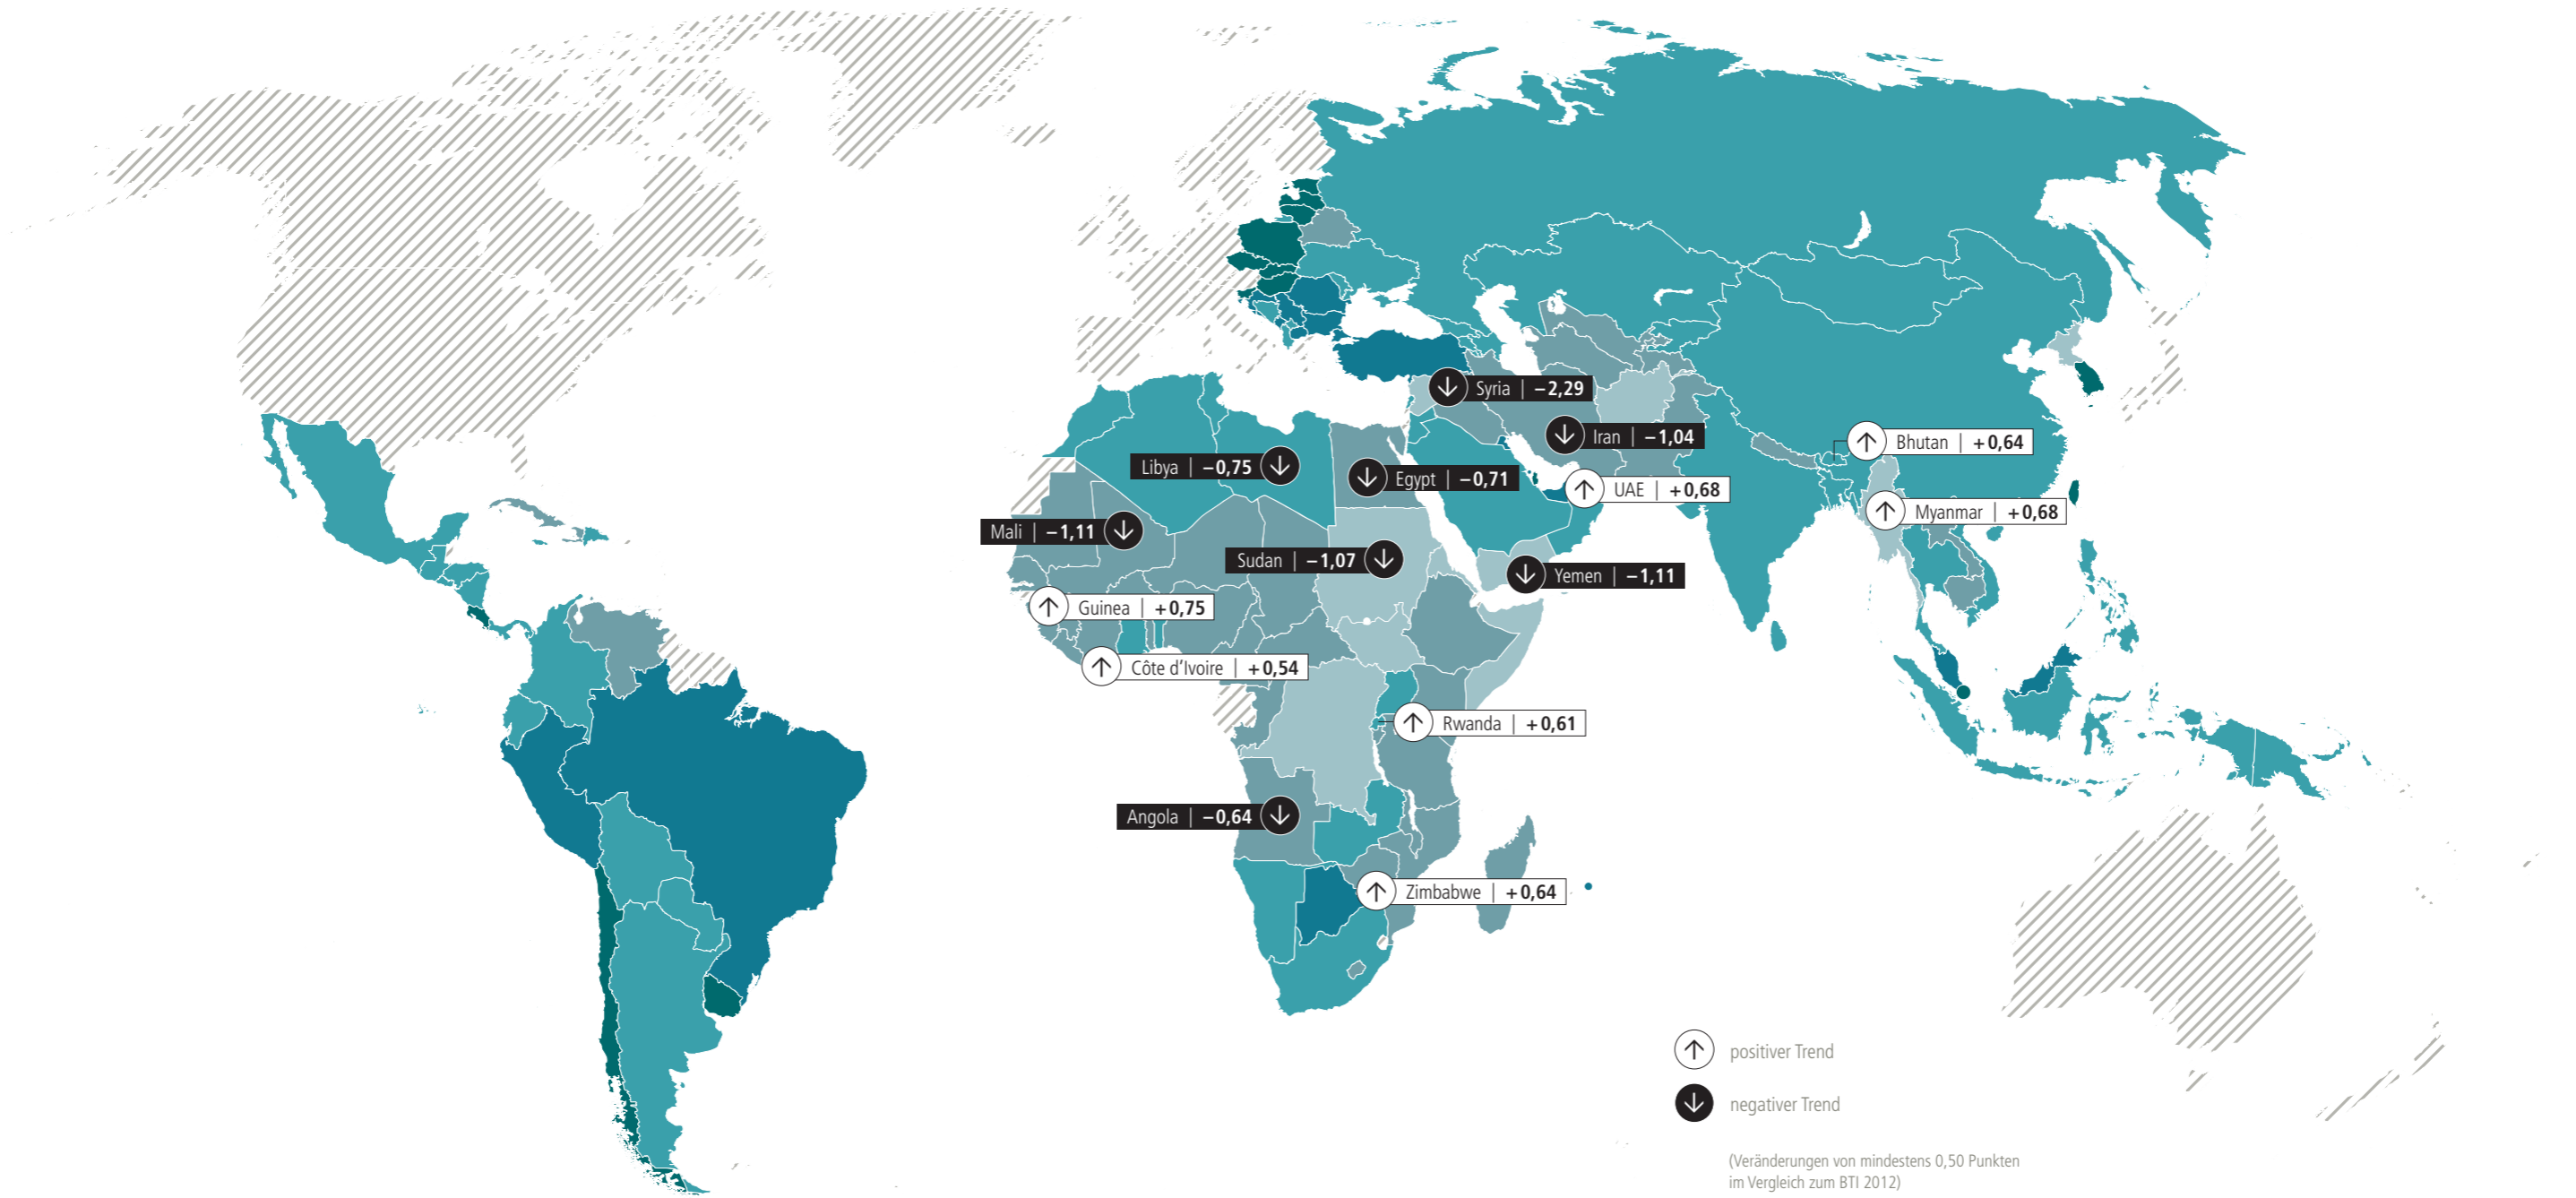 Syria | −2,29
Iran | −1,04
Bhutan | +0,64
Libya | −0,75
Egypt | −0,71
UAE | +0,68
Myanmar | +0,68
Mali | −1,11
Sudan | −1,07
Yemen | −1,11
Guinea | +0,75
Côte d’Ivoire | +0,54
Rwanda | +0,61
Angola | −0,64
Zimbabwe | +0,64
positiver Trend
negativer Trend
(Veränderungen von mindestens 0,50 Punkten
im Vergleich zum BTI 2012)